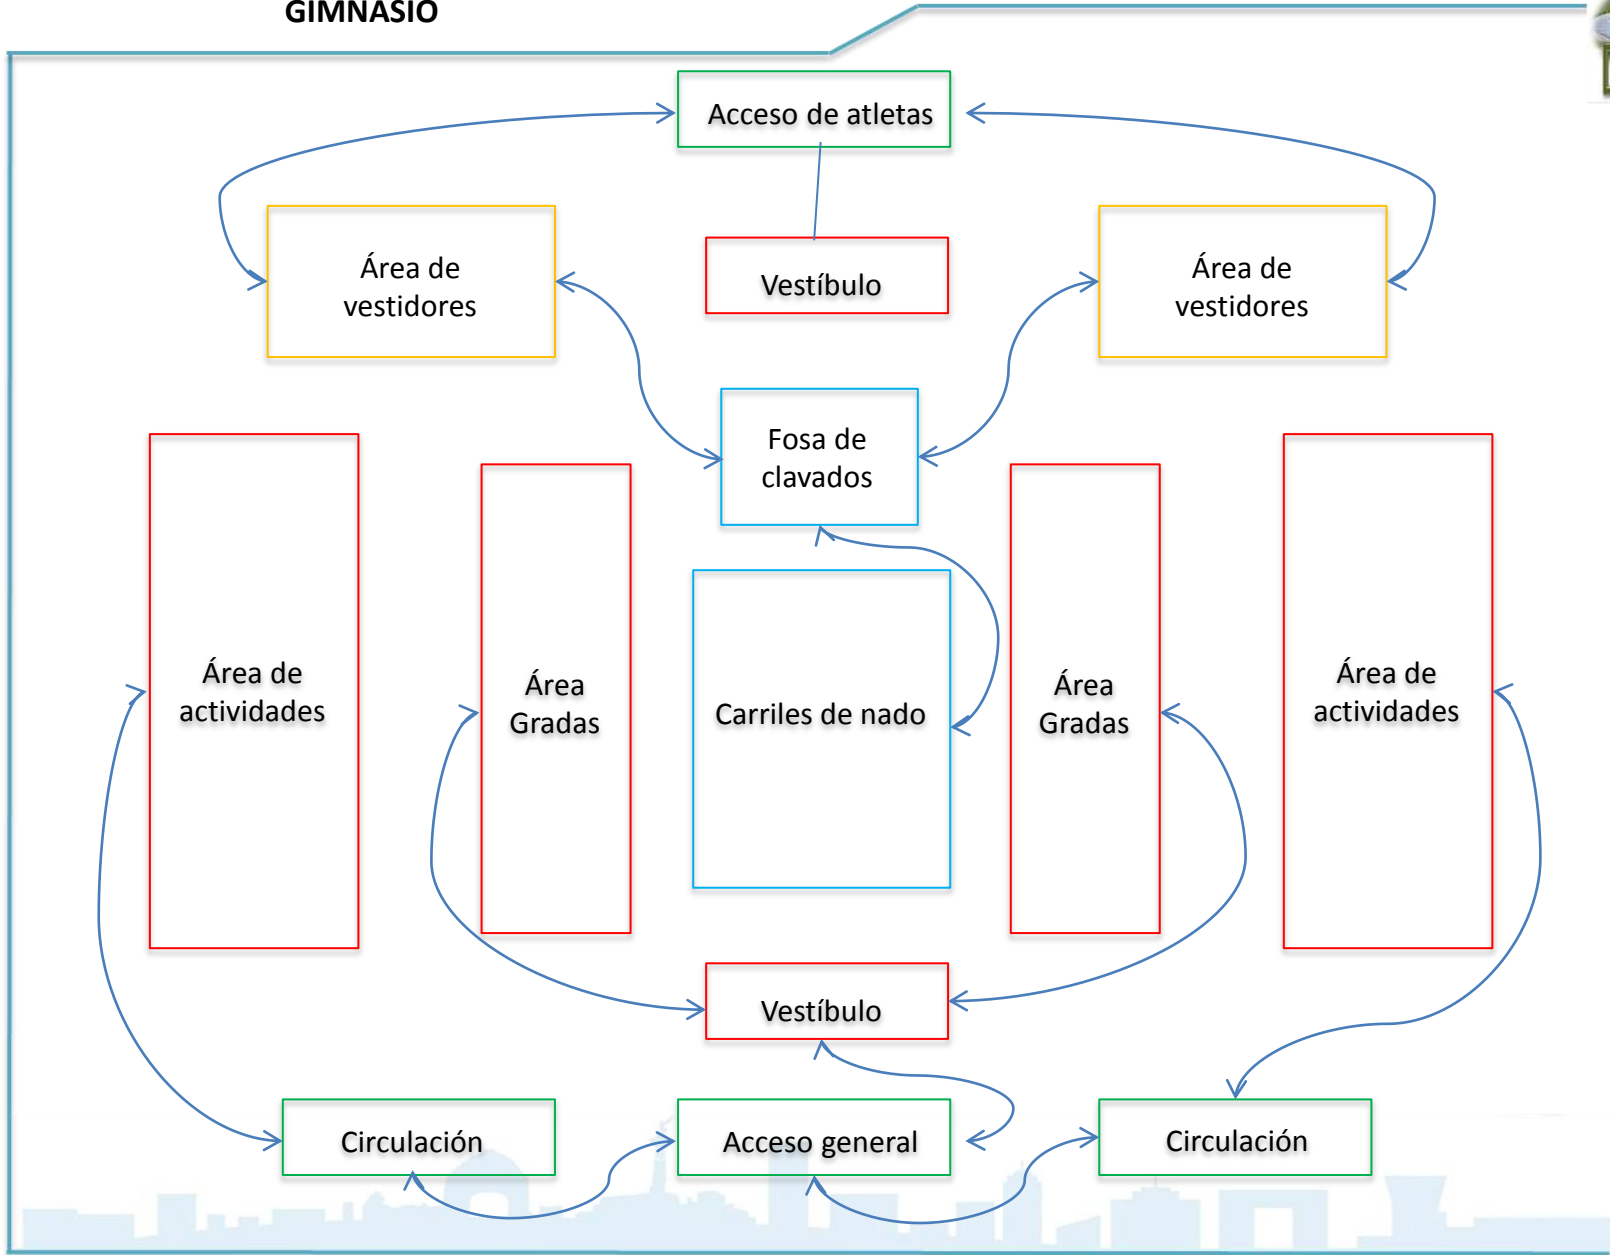 GIMNASIO
Acceso de atletas
Área de
vestidores
Vestíbulo
Área de
vestidores
Fosa de
clavados
Área de
actividades
Área
Gradas
Carriles de nado
Área
Gradas
Área de
actividades
Vestíbulo
Circulación
Acceso general
Circulación